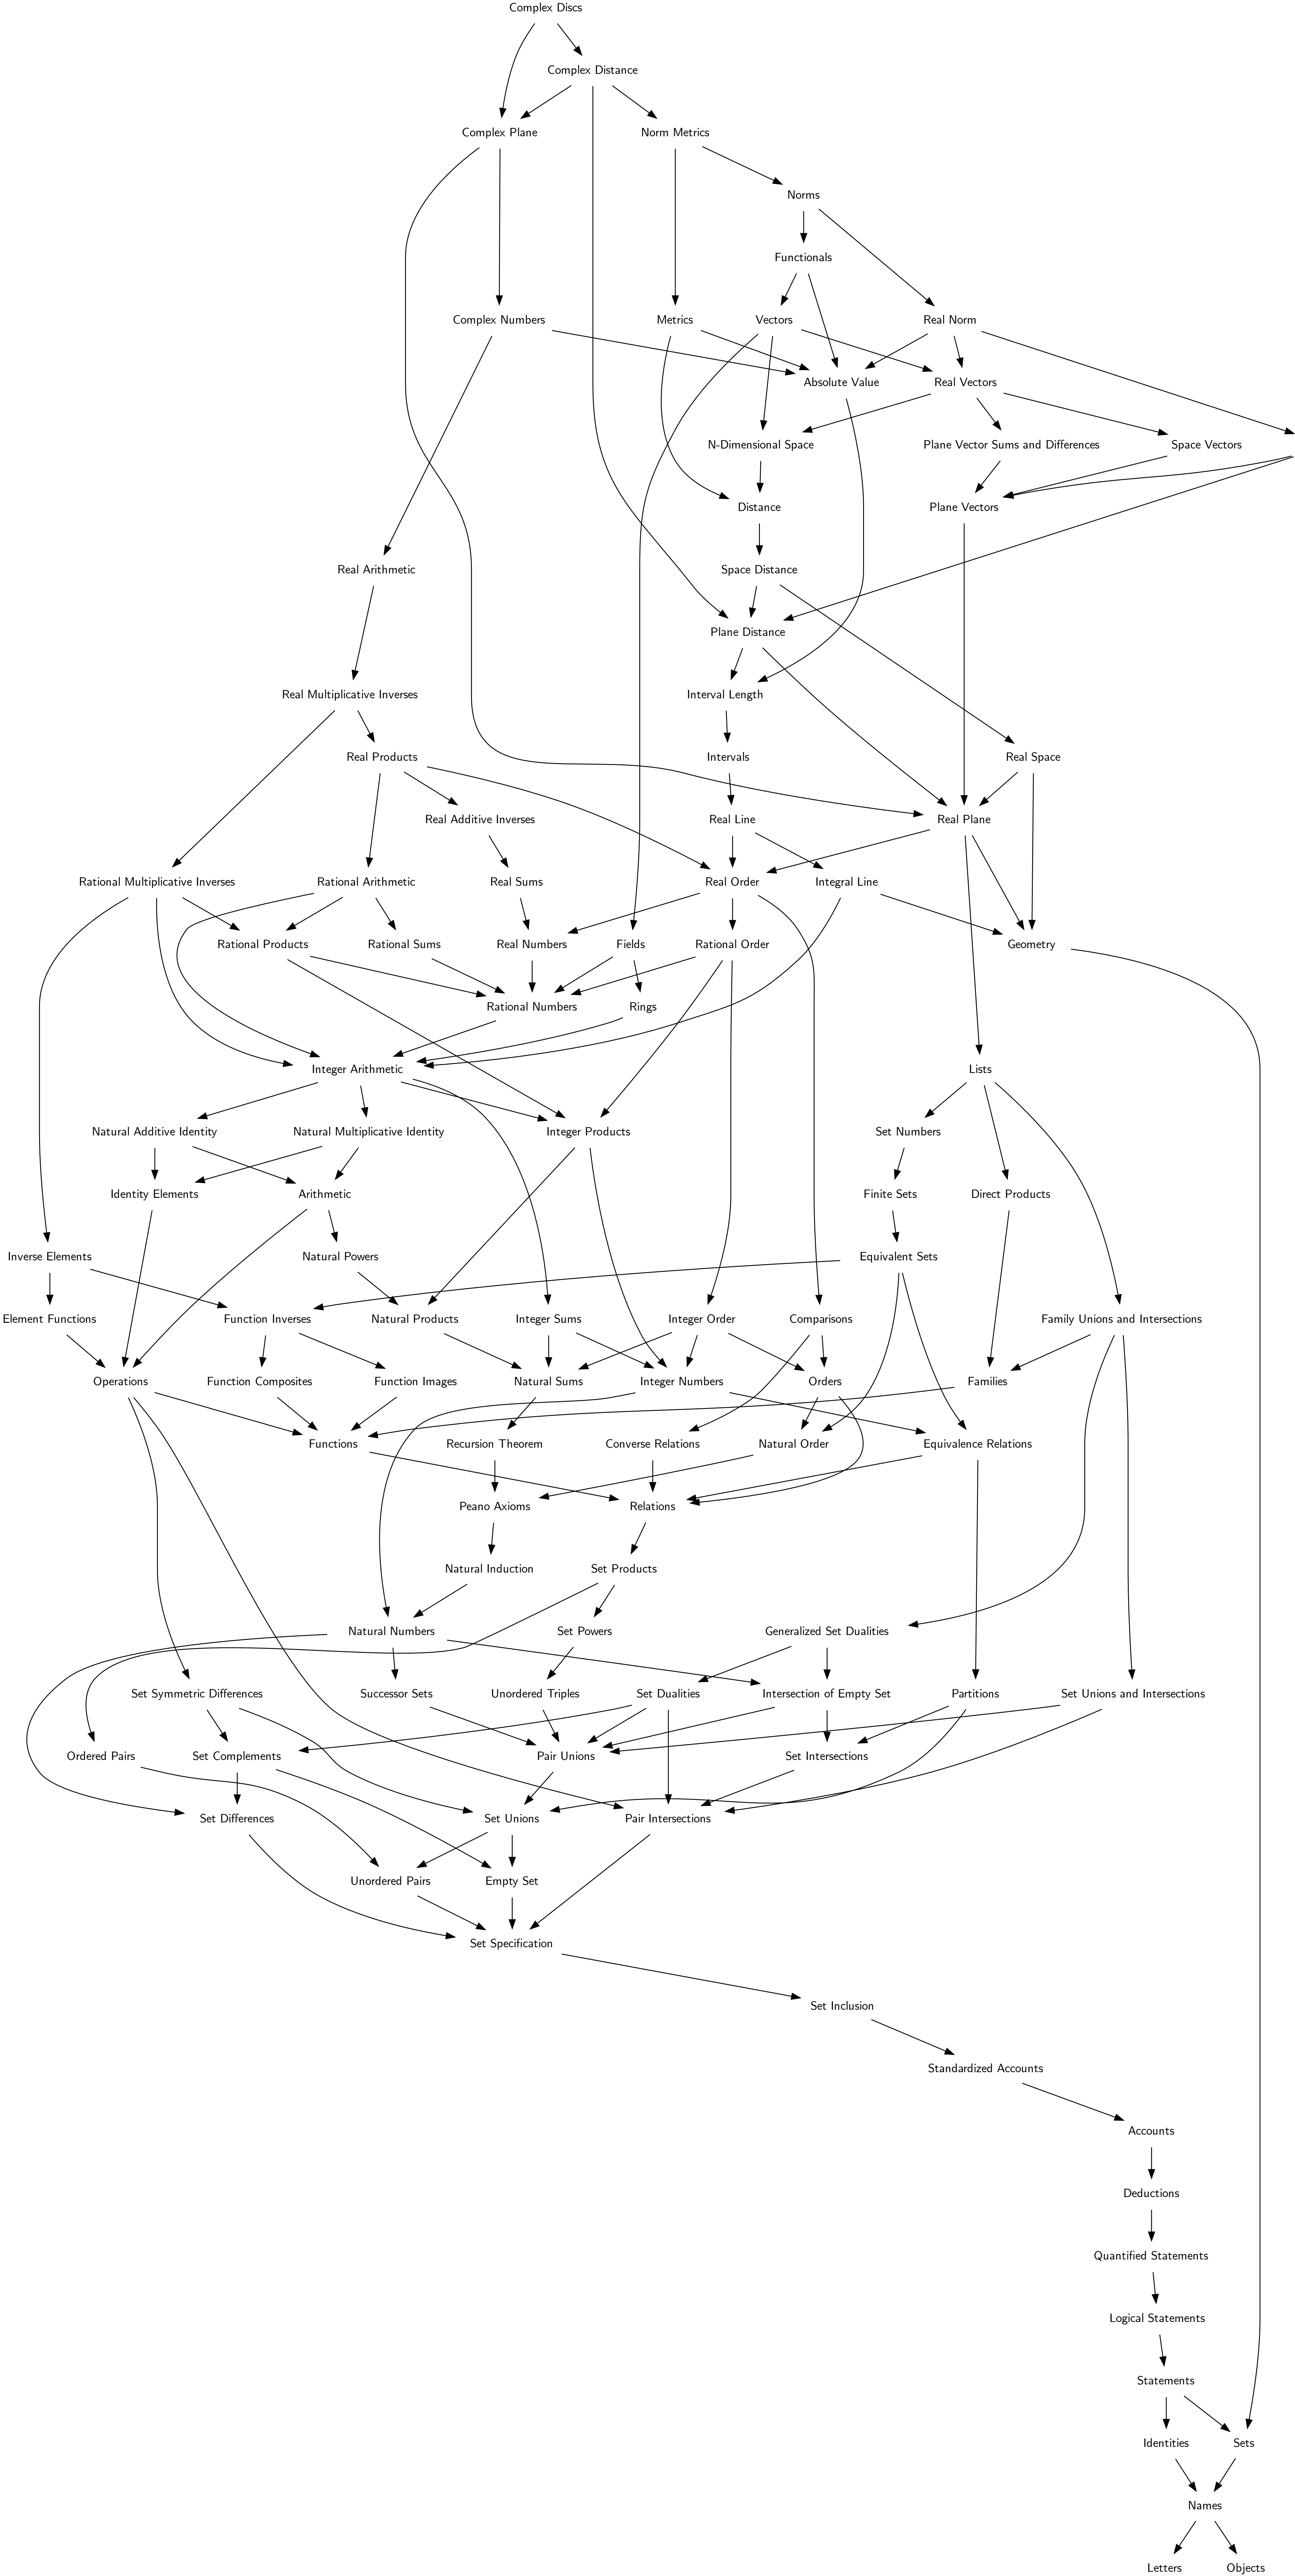 Complex Discs
Complex Distance
Complex Plane
Norm Metrics
Norms
Functionals
Complex Numbers
Metrics
Vectors
Real Norm
Absolute Value
Real Vectors
N-Dimensional Space
Plane Vector Sums and Differences
Space Vectors
Distance
Plane Vectors
Real Arithmetic
Space Distance
Plane Distance
Real Multiplicative Inverses
Interval Length
Real Products
Intervals
Real Space
Real Additive Inverses
Real Line
Real Plane
Rational Multiplicative Inverses
Rational Arithmetic
Real Sums
Real Order
Integral Line
Rational Products
Rational Sums
Real Numbers
Fields
Rational Order
Geometry
Rational Numbers
Rings
Integer Arithmetic
Lists
Natural Additive Identity
Natural Multiplicative Identity
Integer Products
Set Numbers
Identity Elements
Arithmetic
Finite Sets
Direct Products
Inverse Elements
Natural Powers
Equivalent Sets
Element Functions
Function Inverses
Natural Products
Integer Sums
Integer Order
Comparisons
Family Unions and Intersections
Operations
Function Composites
Function Images
Natural Sums
Integer Numbers
Orders
Families
Functions
Recursion Theorem
Converse Relations
Natural Order
Equivalence Relations
Peano Axioms
Relations
Natural Induction
Set Products
Natural Numbers
Set Powers
Generalized Set Dualities
Set Symmetric Differences
Successor Sets
Unordered Triples
Set Dualities
Intersection of Empty Set
Partitions
Set Unions and Intersections
Ordered Pairs
Set Complements
Pair Unions
Set Intersections
Set Differences
Set Unions
Pair Intersections
Unordered Pairs
Empty Set
Set Specification
Set Inclusion
Standardized Accounts
Accounts
Deductions
Quantified Statements
Logical Statements
Statements
Identities
Sets
Names
Letters
Objects